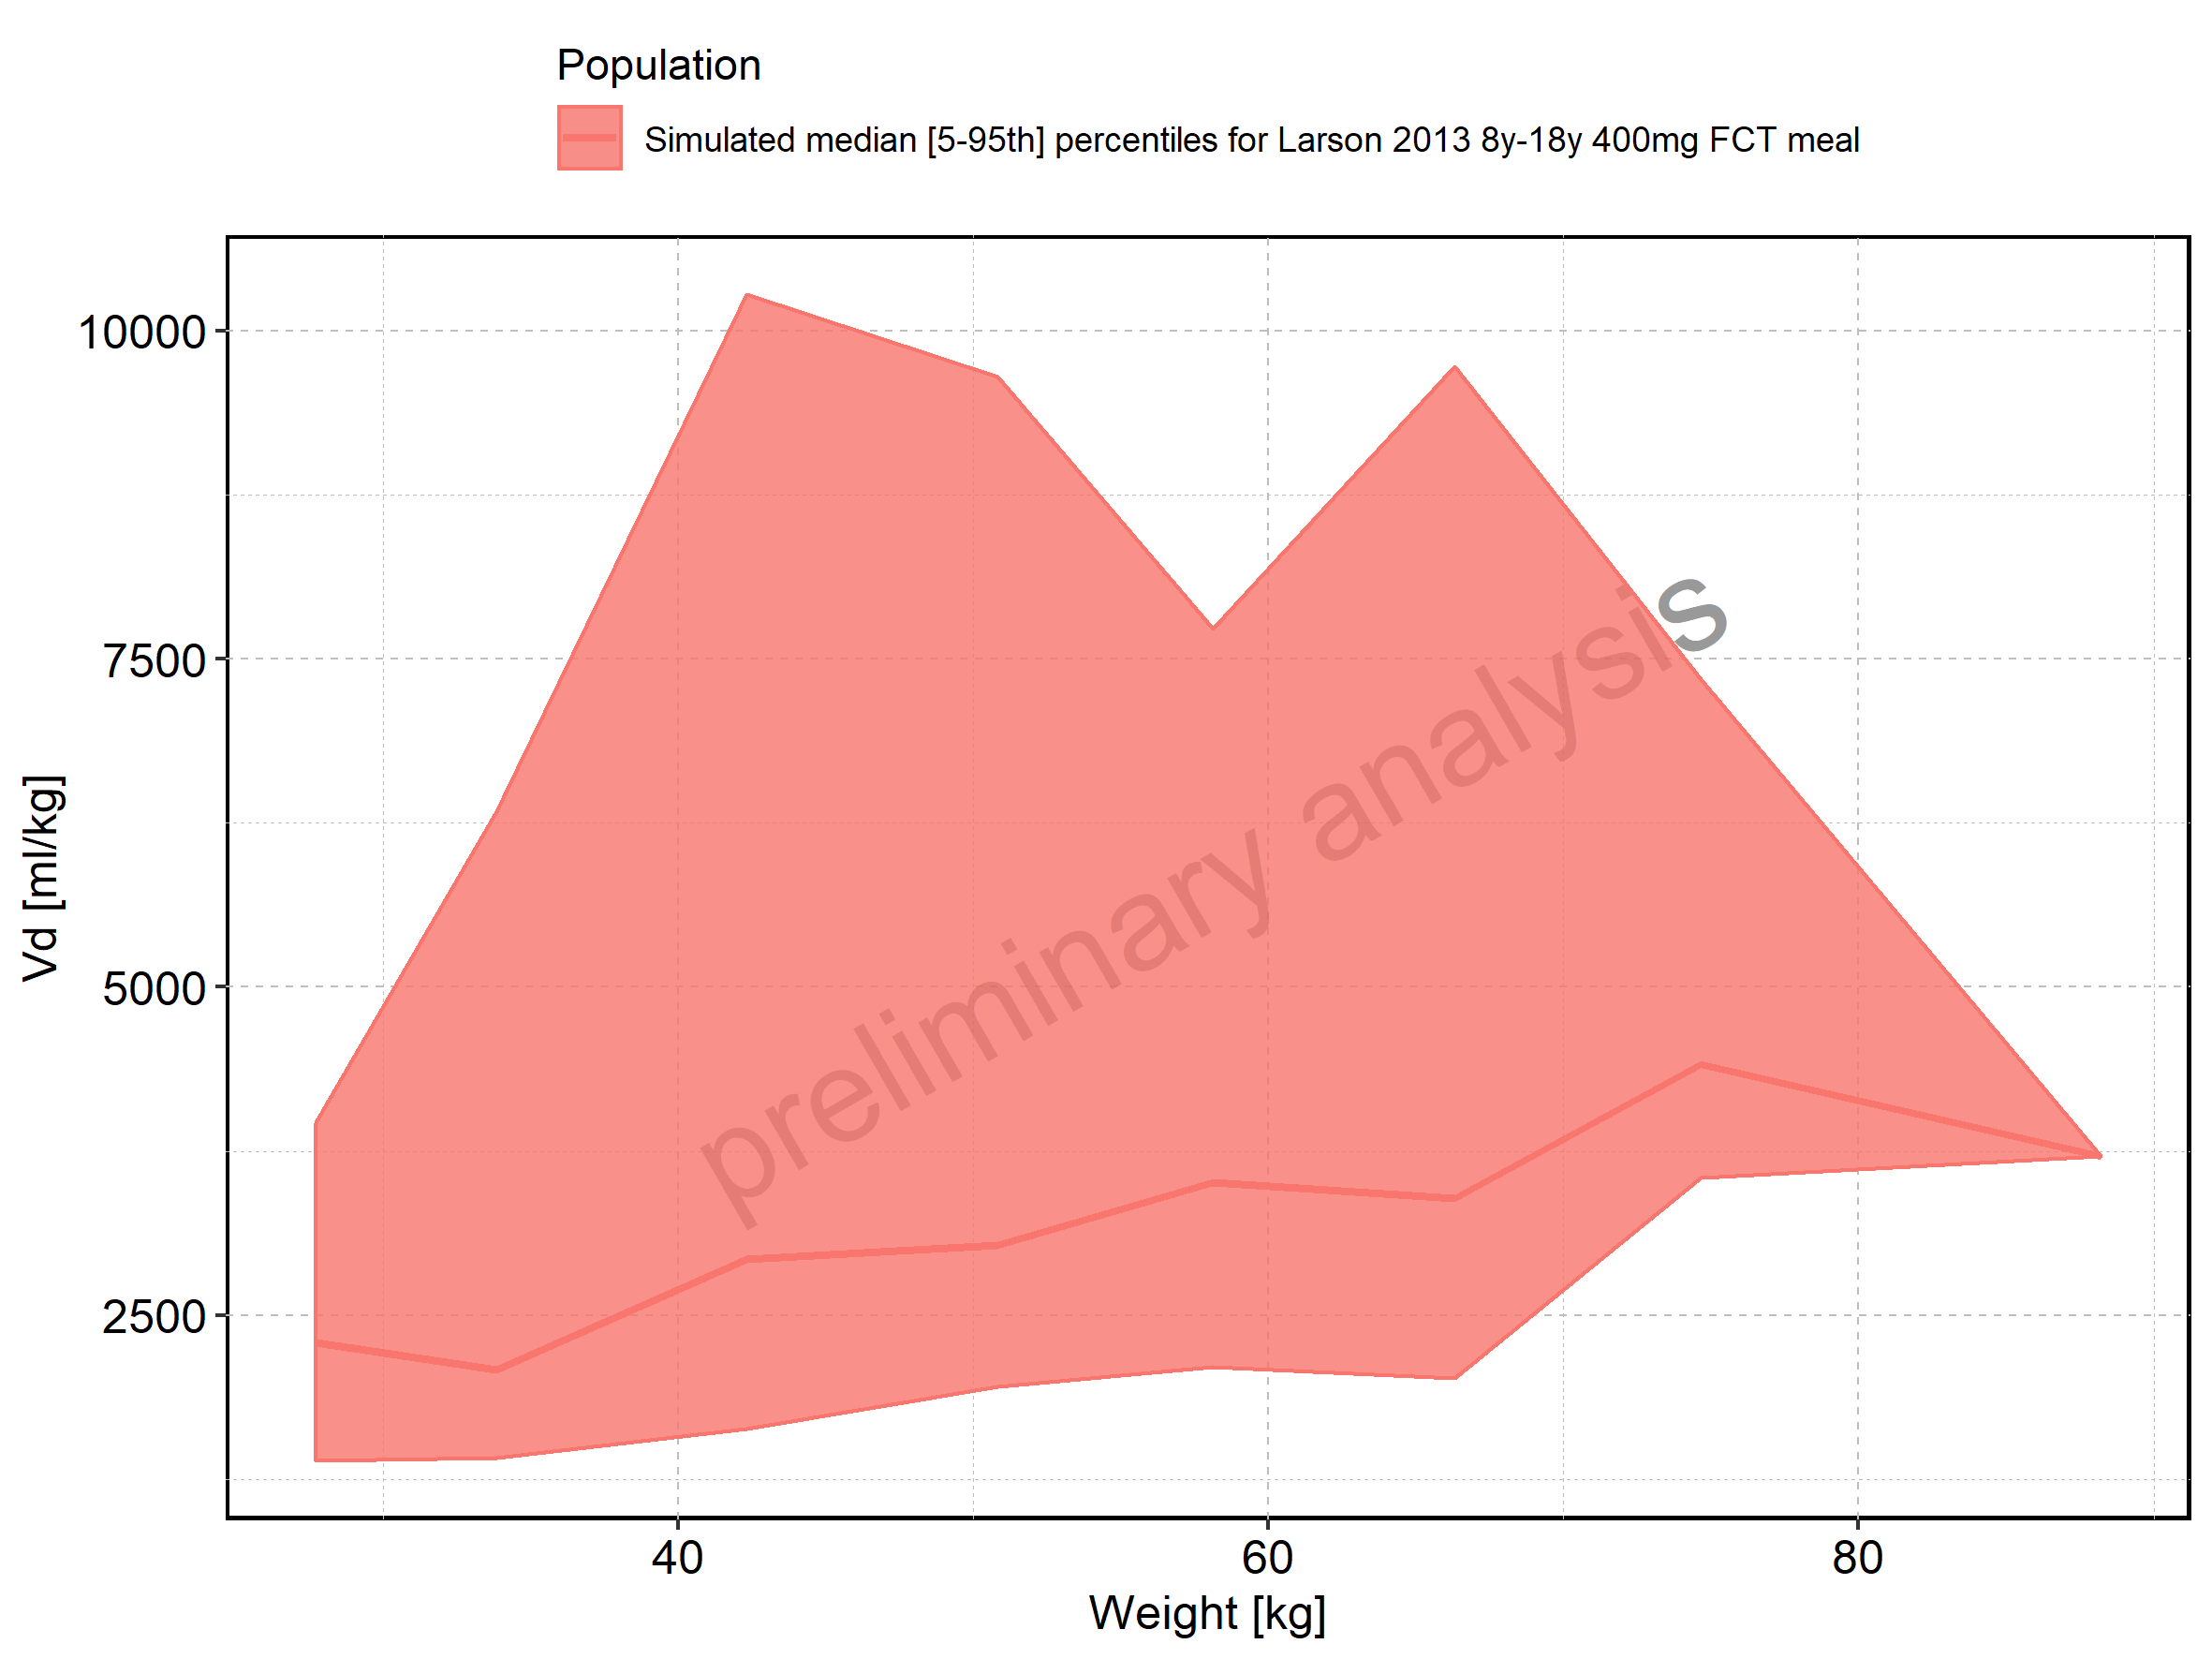 Population
Simulated median [5-95th] percentiles for Larson 2013 8y-18y 400mg FCT meal
10000
7500
5000
2500
Vd [ml/kg]
preliminary analysis
40 60 80
Weight [kg]